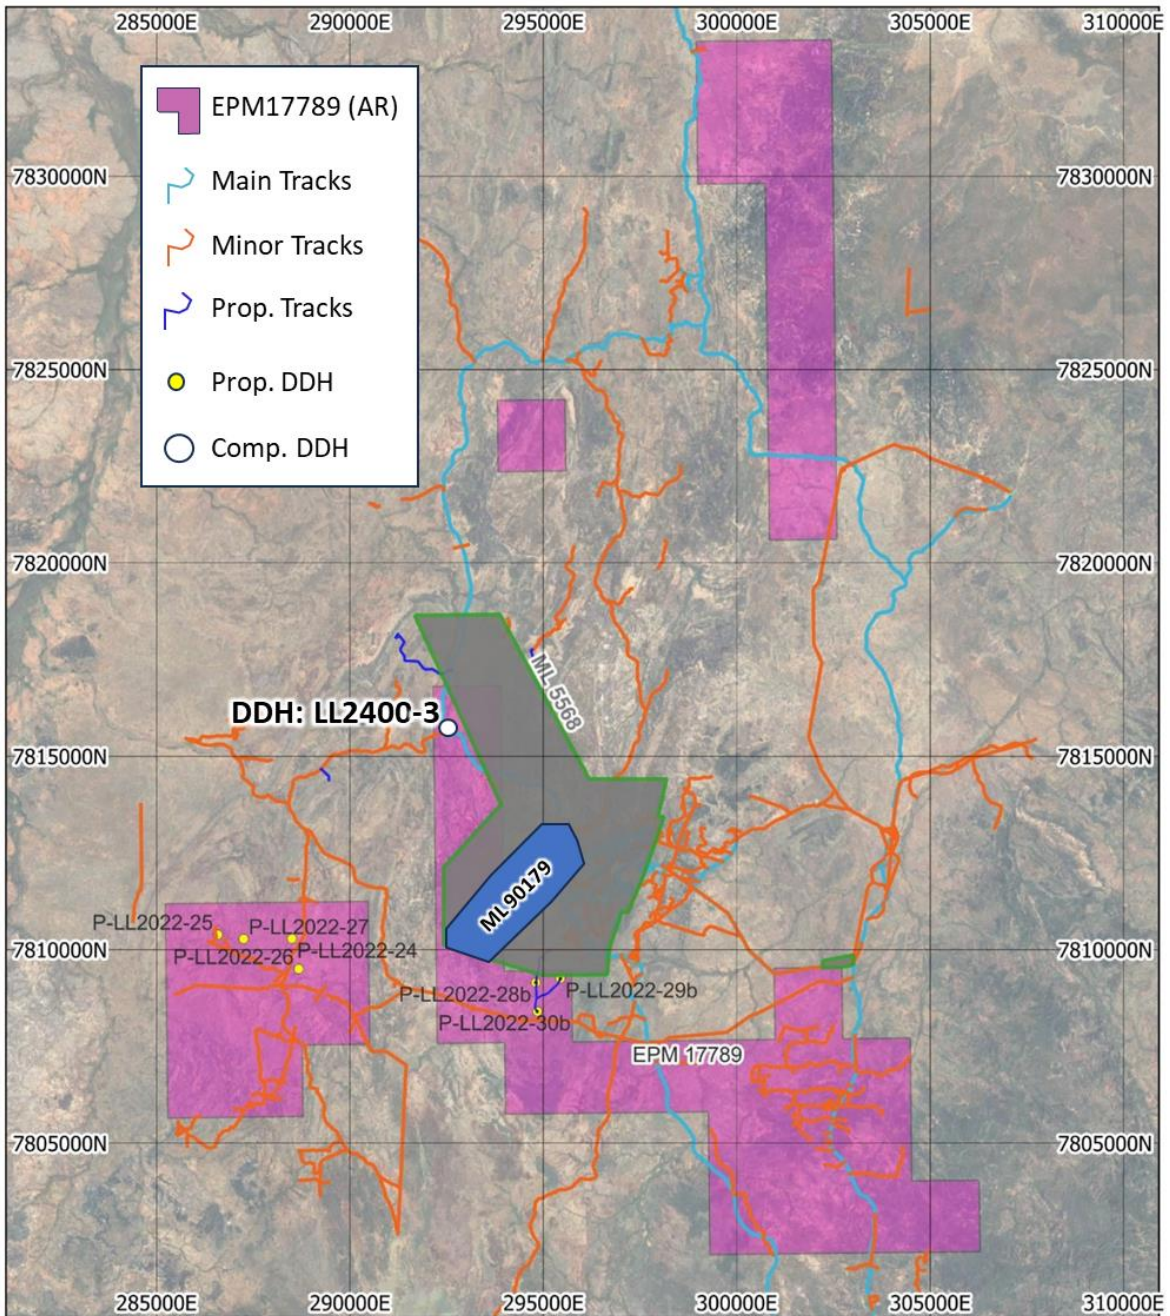 285000E 290000E 295000E 300000E 305000E 310000E
EPM17789 (AR)
Main Tracks
Minor Tracks
Prop. Tracks
Prop. DDH
Comp. DDH
7830000N 7830000N
7825000N 7825000N
7820000N 7820000N
ML 5568
DDH: LL2400-3
7815000N 7815000N
ML90179
P-LL2022-25 P-LL2022-27
P-LL2022-26 P-LL2022-24
7810000N 7810000N
P-LL2022-28b P-LL2022-29b
P-LL2022-30b
EPM 17789
7805000N 7805000N
285000E 290000E 295000E 300000E 305000E 310000E